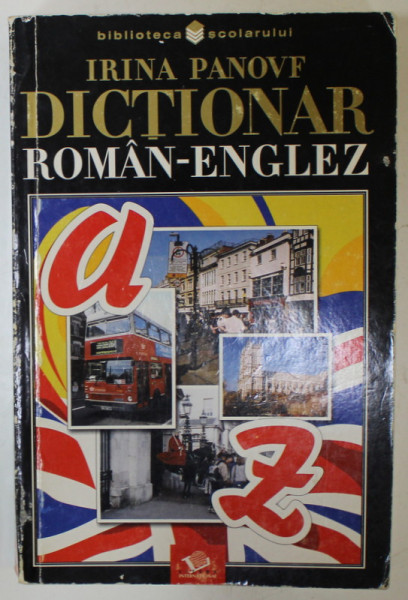 biblioteca școlarului
IRINA PANOVF
DICȚIONAR
ROMÂN-ENGLEZ
a
z